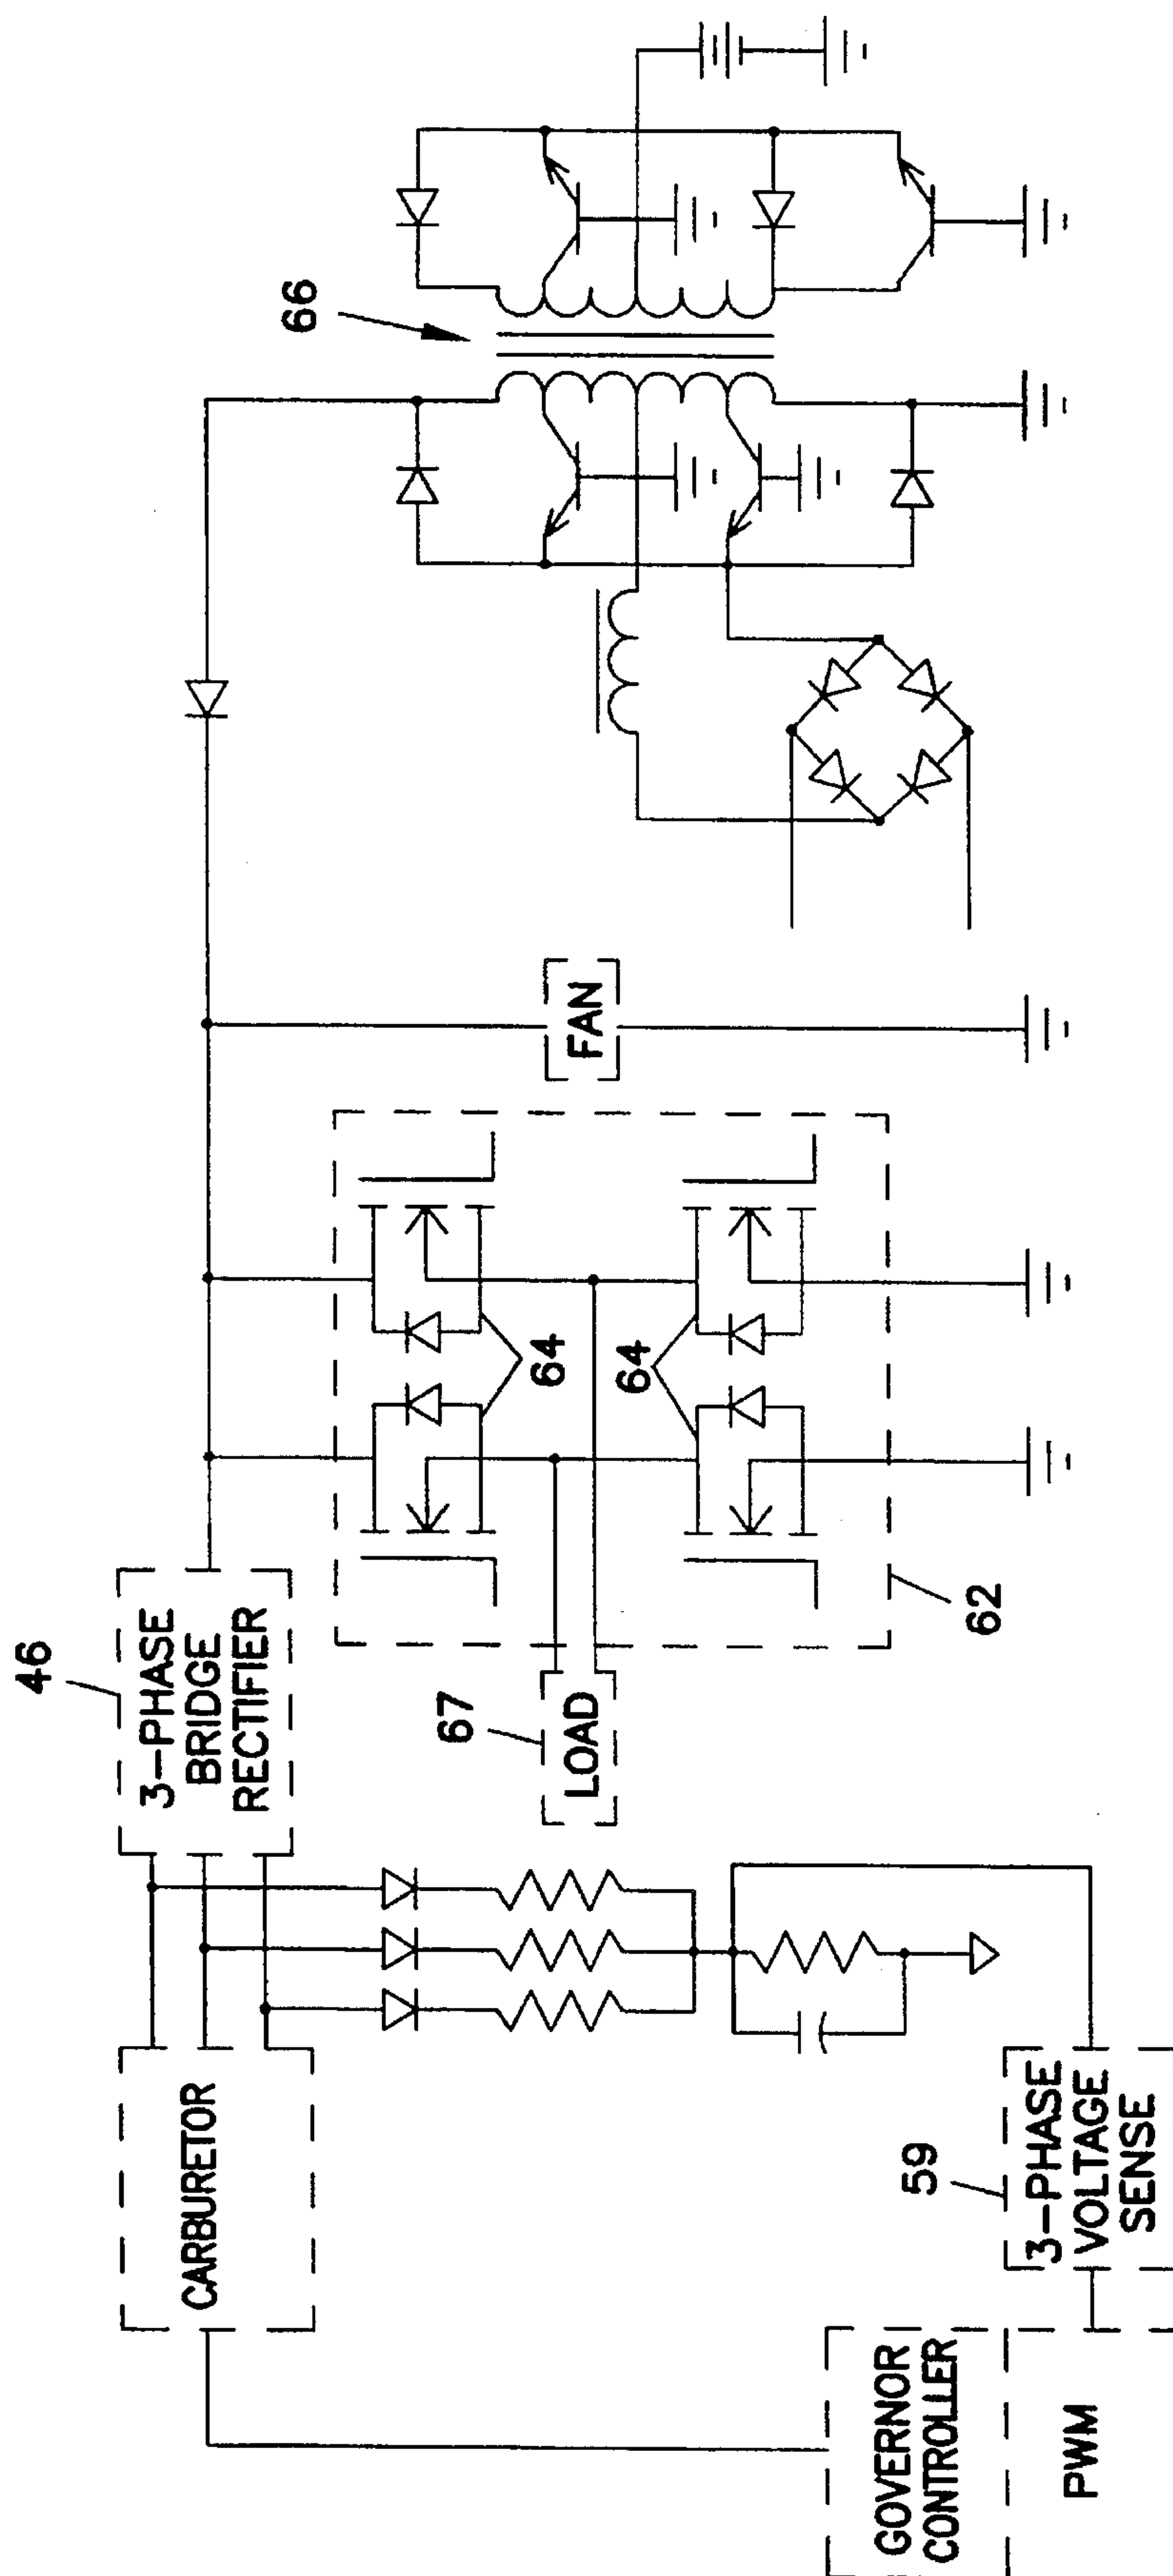 46
3-PHASE
BRIDGE
RECTIFIER
CARBURETOR
67
LOAD
64
64
62
FAN
66
59
3-PHASE
VOLTAGE
SENSE
GOVERNOR
CONTROLLER
PWM